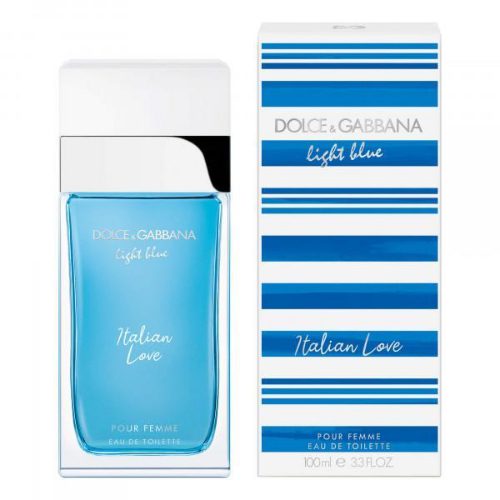 DOLCE & GABBANA
light blue
Italian
Love
POUR FEMME
EAU DE TOILETTE
DOLCE & GABBANA
light blue
Italian Love
POUR FEMME
EAU DE TOILETTE
100ml e 3.3 FL.OZ